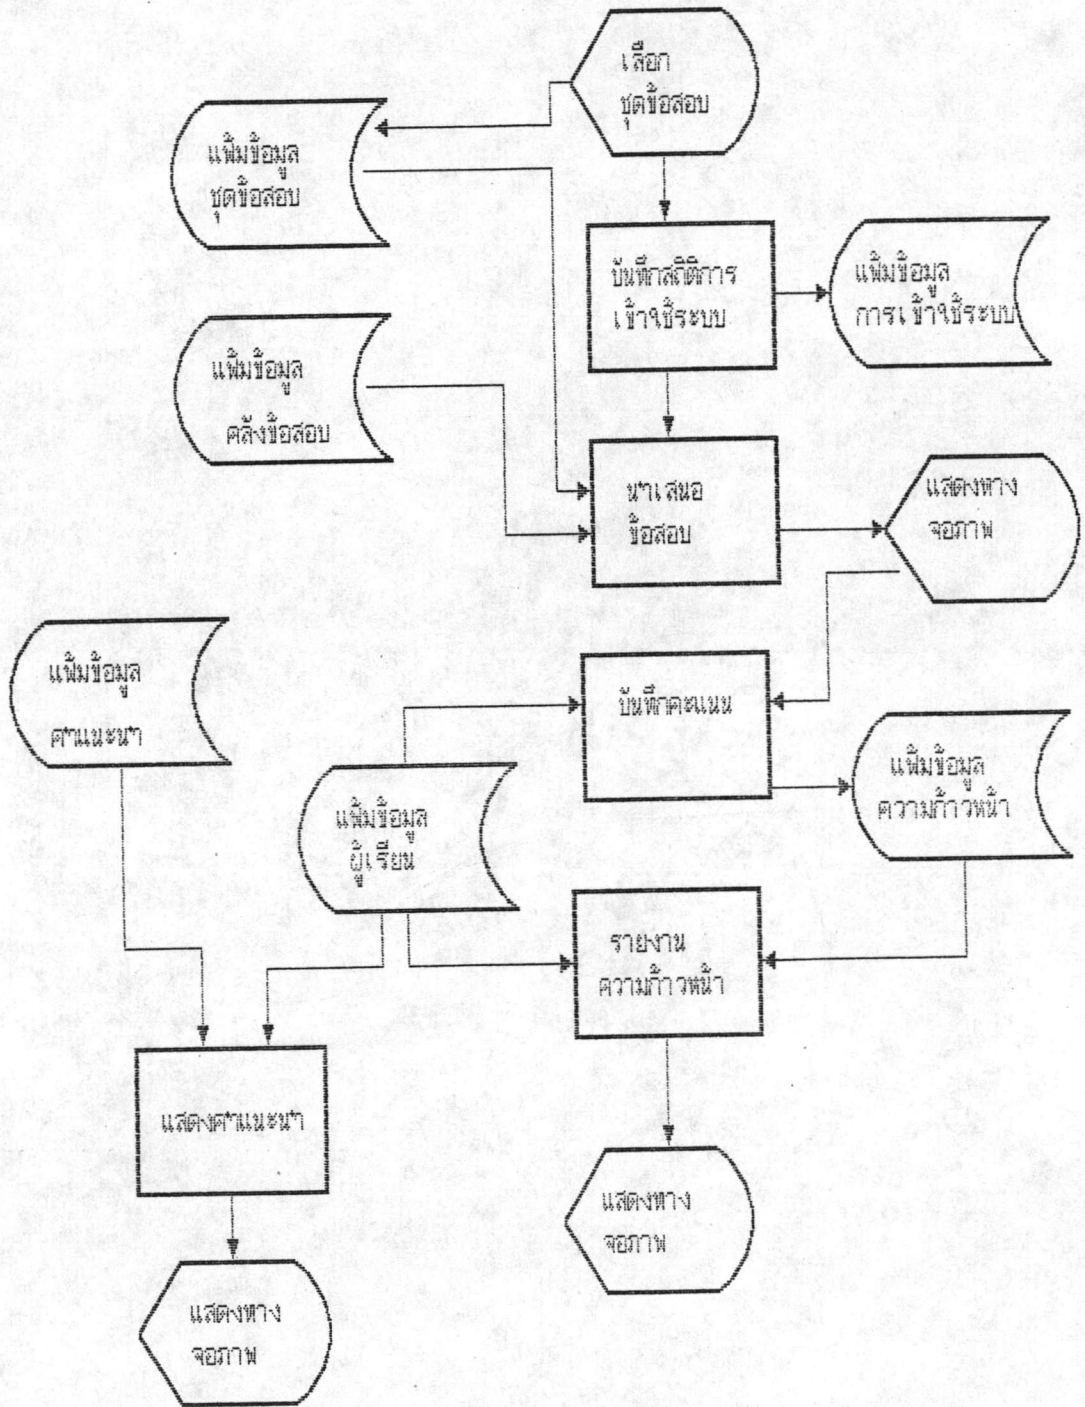 เลือก
ชุดข้อสอบ
แฟ้มข้อมูล
ชุดข้อสอบ
บันทึกสถิติการ
เข้าใช้ระบบ
แฟ้มข้อมูล
การเข้าใช้ระบบ
แฟ้มข้อมูล
คลังข้อสอบ
นำเสนอ
ข้อสอบ
แสดงทาง
จอภาพ
แฟ้มข้อมูล
คำแนะนำ
บันทึกคะแนน
แฟ้มข้อมูล
ความก้าวหน้า
แฟ้มข้อมูล
ผู้เรียน
รายงาน
ความก้าวหน้า
แสดงคำแนะนำ
แสดงทาง
จอภาพ
แสดงทาง
จอภาพ